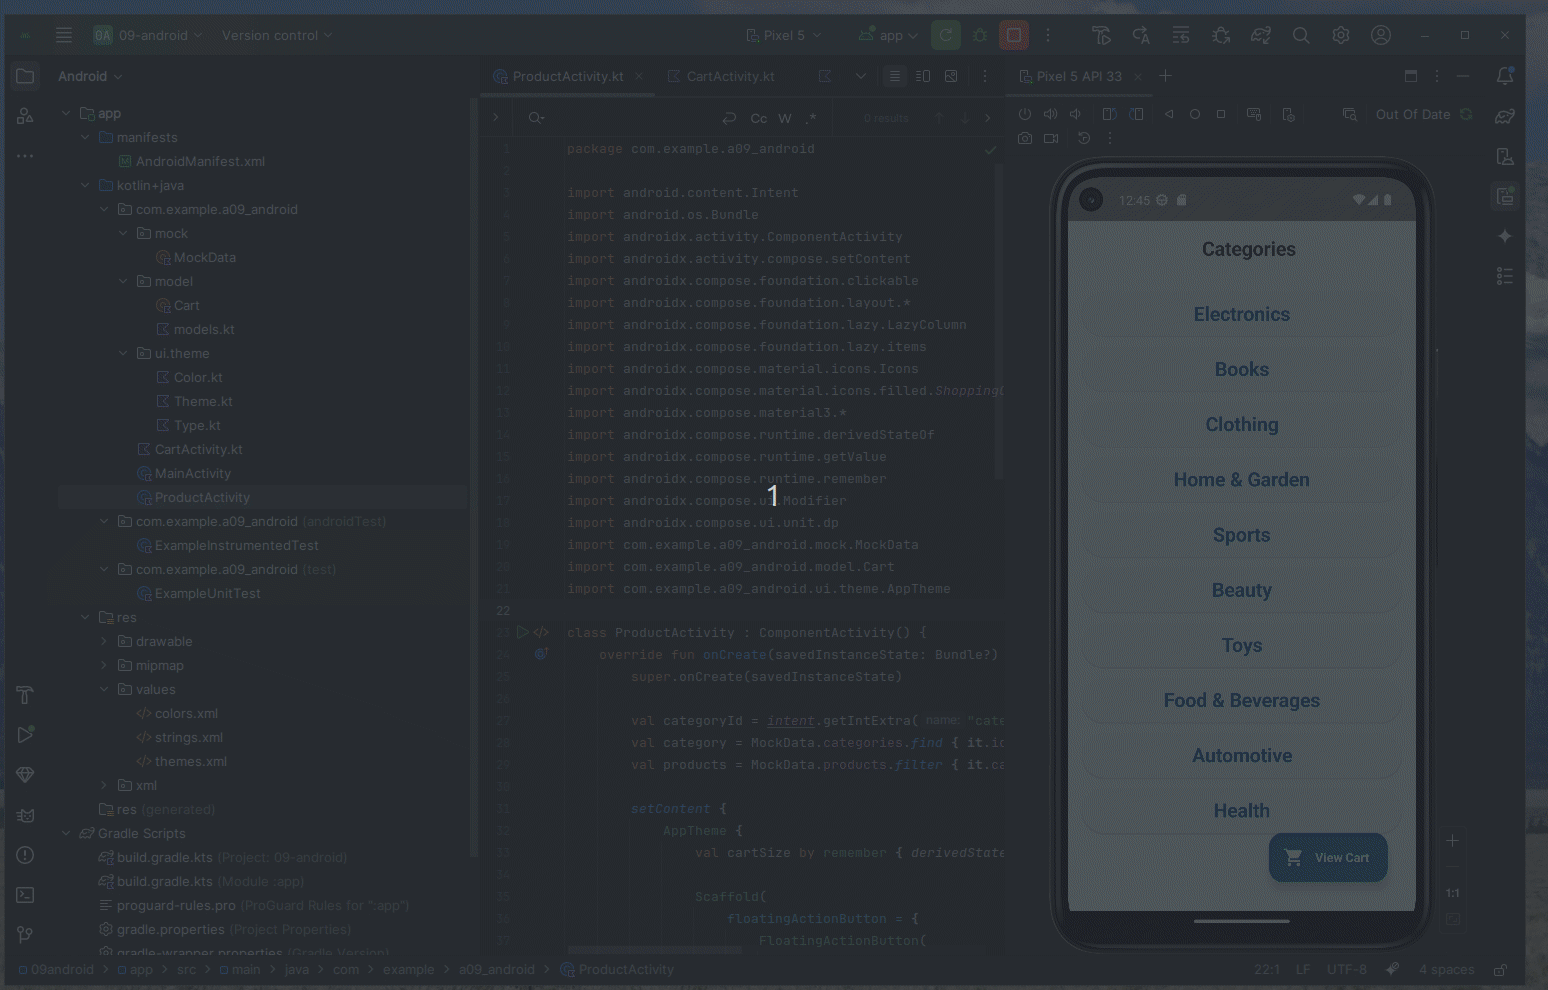 09-android
Version control
Pixel 5
app
Android
app
manifests
AndroidManifest.xml
kotlin+java
com.example.a09_android
mock
MockData
model
Cart
models.kt
ui.theme
Color.kt
Theme.kt
Type.kt
CartActivity.kt
MainActivity
ProductActivity
com.example.a09_android (androidTest)
ExampleInstrumentedTest
com.example.a09_android (test)
ExampleUnitTest
res
drawable
mipmap
values
colors.xml
strings.xml
themes.xml
xml
res (generated)
Gradle Scripts
build.gradle.kts (Project: 09-android)
build.gradle.kts (Module :app)
proguard-rules.pro (ProGuard Rules for ":app")
gradle.properties (Project Properties)
gradle-wrapper.properties (Gradle Version)
ProductActivity.kt
CartActivity.kt
Cc W .*
0 results
1 package com.example.a09_android
2
3 import android.content.Intent
4 import android.os.Bundle
5 import androidx.activity.ComponentActivity
6 import androidx.activity.compose.setContent
7 import androidx.compose.foundation.clickable
8 import androidx.compose.foundation.layout.*
9 import androidx.compose.foundation.lazy.LazyColumn
10 import androidx.compose.foundation.lazy.items
11 import androidx.compose.material.icons.Icons
12 import androidx.compose.material.icons.filled.Shopping
13 import androidx.compose.material3.*
14 import androidx.compose.runtime.derivedStateOf
15 import androidx.compose.runtime.getValue
16 import androidx.compose.runtime.remember
17 import androidx.compose.ui.Modifier
18 import androidx.compose.ui.unit.dp
19 import com.example.a09_android.mock.MockData
20 import com.example.a09_android.model.Cart
21 import com.example.a09_android.ui.theme.AppTheme
22
23 class ProductActivity : ComponentActivity() {
24 override fun onCreate(savedInstanceState: Bundle?)
25 super.onCreate(savedInstanceState)
26
27 val categoryId = intent.getIntExtra( name: "cate
28 val category = MockData.categories.find { it.id
29 val products = MockData.products.filter { it.ca
30
31 setContent {
32 AppTheme {
33 val cartSize by remember { derivedState
34
35 Scaffold(
36 floatingActionButton = {
37 FloatingActionButton(
1
Pixel 5 API 33
Out Of Date
12.45
Categories
Electronics
Books
Clothing
Home & Garden
Sports
Beauty
Toys
Food & Beverages
Automotive
Health
View Cart
1:1
09android > app > src > main > java > com > example > a09_android > ProductActivity
22:1 LF UTF-8 4 spaces